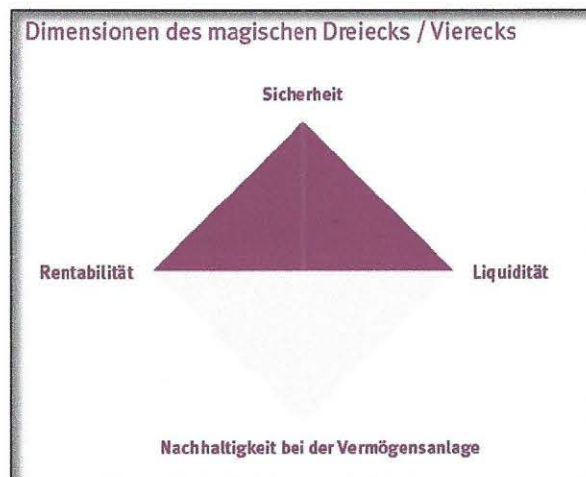 Dimensionen des magischen Dreiecks / Vierecks
Sicherheit
Rentabilität
Liquidität
Nachhaltigkeit bei der Vermögensanlage